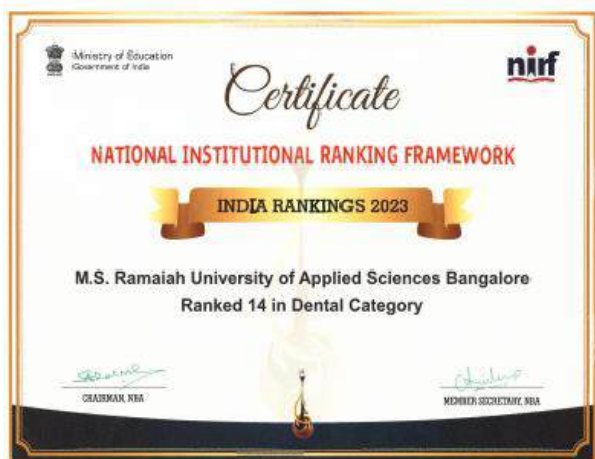 Ministry of Education
Government of India
nirf
Certificate
NATIONAL INSTITUTIONAL RANKING FRAMEWORK
INDIA RANKINGS 2023
M.S. Ramaiah University of Applied Sciences Bangalore
Ranked 14 in Dental Category
CHAIRMAN, NBA
MEMBER SECRETARY, NBA